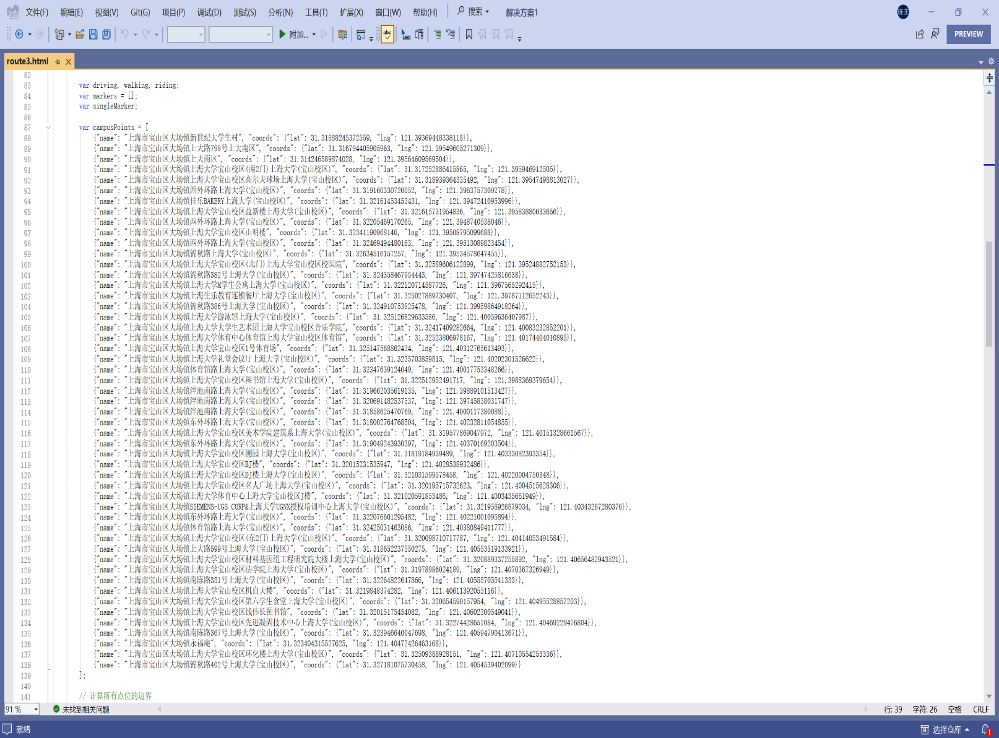 文件(F) 编辑(E) 视图(V) Git(G) 项目(P) 调试(D) 测试(S) 分析(N) 工具(T) 扩展(X) 窗口(W) 帮助(H) 搜索 解决方案1 晓王
附加... abc PREVIEW
route3.html
82
83 var driving, walking, riding;
84 var markers = [];
85 var singleMarker;
86
87 var campusPoints = [
88 {"name": "上海市宝山区大场镇新世纪大学生村", "coords": {"lat": 31.31888245372559, "lng": 121.39369448338118}},
89 {"name": "上海市宝山区大场镇上大路798号上大南区", "coords": {"lat": 31.316794405905963, "lng": 121.39549605271309}},
90 {"name": "上海市宝山区大场镇上大南区", "coords": {"lat": 31.314246589874028, "lng": 121.39564609569504}},
91 {"name": "上海市宝山区大场镇上海大学宝山校区(南2门)上海大学(宝山校区)", "coords": {"lat": 31.317252886415865, "lng": 121.395946912505}},
92 {"name": "上海市宝山区大场镇上海大学宝山校区高尔夫球场上海大学(宝山校区)", "coords": {"lat": 31.318939364335492, "lng": 121.39547498813027}},
93 {"name": "上海市宝山区大场镇西外环路上海大学(宝山校区)", "coords": {"lat": 31.319160330720052, "lng": 121.3963757309278}},
94 {"name": "上海市宝山区大场镇佳乐BAKERY上海大学(宝山校区)", "coords": {"lat": 31.32161453453431, "lng": 121.39472410953996}},
95 {"name": "上海市宝山区大场镇上海大学宝山校区益新楼上海大学(宝山校区)", "coords": {"lat": 31.321615731954836, "lng": 121.39583880033656}},
96 {"name": "上海市宝山区大场镇西外环路上海大学(宝山校区)", "coords": {"lat": 31.32205469170265, "lng": 121.3948740538046}},
97 {"name": "上海市宝山区大场镇上海大学宝山校区山明楼", "coords": {"lat": 31.32341190968146, "lng": 121.39508795099688}},
98 {"name": "上海市宝山区大场镇西外环路上海大学(宝山校区)", "coords": {"lat": 31.32469494480163, "lng": 121.39513089823454}},
99 {"name": "上海市宝山区大场镇锦秋路上海大学(宝山校区)", "coords": {"lat": 31.32634516157257, "lng": 121.39534578647455}},
100 {"name": "上海市宝山区大场镇上海大学宝山校区(北门)上海大学宝山校区校医院", "coords": {"lat": 31.32589606122899, "lng": 121.39524882752153}},
101 {"name": "上海市宝山区大场镇锦秋路382号上海大学(宝山校区)", "coords": {"lat": 31.324358467954443, "lng": 121.39747425816638}},
102 {"name": "上海市宝山区大场镇上海大学M学生公寓上海大学(宝山校区)", "coords": {"lat": 31.322120714587726, "lng": 121.3967565292415}},
103 {"name": "上海市宝山区大场镇上海生乐教育连锁餐厅上海大学(宝山校区)", "coords": {"lat": 31.325027889730407, "lng": 121.39787112652243}},
104 {"name": "上海市宝山区大场镇锦秋路386号上海大学(宝山校区)", "coords": {"lat": 31.324910753825478, "lng": 121.39959864918264}},
105 {"name": "上海市宝山区大场镇上海大学游泳馆上海大学(宝山校区)", "coords": {"lat": 31.325126829633586, "lng": 121.40059636407987}},
106 {"name": "上海市宝山区大场镇上海大学大学生艺术团上海大学宝山校区音乐学院", "coords": {"lat": 31.32417409282664, "lng": 121.40083232852201}},
107 {"name": "上海市宝山区大场镇上海大学体育中心体育馆上海大学宝山校区体育馆", "coords": {"lat": 31.32523806978167, "lng": 121.40174404010895}},
108 {"name": "上海市宝山区大场镇上海大学宝山校区1号体育场", "coords": {"lat": 31.325147568862434, "lng": 121.40312765613493}},
109 {"name": "上海市宝山区大场镇上海大学礼堂会议厅上海大学(宝山校区)", "coords": {"lat": 31.3235703859815, "lng": 121.40202301526622}},
110 {"name": "上海市宝山区大场镇体育馆路上海大学(宝山校区)", "coords": {"lat": 31.32347639124049, "lng": 121.40017753348266}},
111 {"name": "上海市宝山区大场镇上海大学宝山校区图书馆上海大学(宝山校区)", "coords": {"lat": 31.322512952491717, "lng": 121.3988369379654}},
112 {"name": "上海市宝山区大场镇泮池南路上海大学(宝山校区)", "coords": {"lat": 31.319662035619135, "lng": 121.39889101513427}},
113 {"name": "上海市宝山区大场镇泮池南路上海大学(宝山校区)", "coords": {"lat": 31.320691482537537, "lng": 121.39745838031747}},
114 {"name": "上海市宝山区大场镇泮池南路上海大学(宝山校区)", "coords": {"lat": 31.31858625470769, "lng": 121.4000117380088}},
115 {"name": "上海市宝山区大场镇东外环路上海大学(宝山校区)", "coords": {"lat": 31.318002764768504, "lng": 121.40232811054855}},
116 {"name": "上海市宝山区大场镇上海大学宝山校区美术学院建筑系上海大学(宝山校区)", "coords": {"lat": 31.319577869047972, "lng": 121.40151328661567}},
117 {"name": "上海市宝山区大场镇东外环路上海大学(宝山校区)", "coords": {"lat": 31.319049243930397, "lng": 121.40370169203504}},
118 {"name": "上海市宝山区大场镇上海大学宝山校区溯园上海大学(宝山校区)", "coords": {"lat": 31.31819184939489, "lng": 121.40333082393354}},
119 {"name": "上海市宝山区大场镇上海大学宝山校区BJ楼", "coords": {"lat": 31.32015231535947, "lng": 121.4028538932486}},
120 {"name": "上海市宝山区大场镇上海大学宝山校区DJ楼上海大学(宝山校区)", "coords": {"lat": 31.321031599578458, "lng": 121.40220004750348}},
121 {"name": "上海市宝山区大场镇上海大学宝山校区名人广场上海大学(宝山校区)", "coords": {"lat": 31.320195715732623, "lng": 121.4004515628306}},
122 {"name": "上海市宝山区大场镇上海大学体育中心上海大学宝山校区J楼", "coords": {"lat": 31.321020591853486, "lng": 121.4003435661949}},
123 {"name": "上海市宝山区大场镇SIEMENS-UGS CORP&上海大学UGNX授权培训中心上海大学(宝山校区)", "coords": {"lat": 31.321958926879034, "lng": 121.40343267280376}},
124 {"name": "上海市宝山区大场镇东外环路上海大学(宝山校区)", "coords": {"lat": 31.322076601295482, "lng": 121.40221001095894}},
125 {"name": "上海市宝山区大场镇体育馆路上海大学(宝山校区)", "coords": {"lat": 31.32425031463086, "lng": 121.40380849411777}},
126 {"name": "上海市宝山区大场镇上海大学宝山校区(东2门)上海大学(宝山校区)", "coords": {"lat": 31.320098710717787, "lng": 121.40414053491584}},
127 {"name": "上海市宝山区大场镇上大路599号上海大学(宝山校区)", "coords": {"lat": 31.318652237550275, "lng": 121.40553519133921}},
128 {"name": "上海市宝山区大场镇上海大学宝山校区材料基因组工程研究院大楼上海大学(宝山校区)", "coords": {"lat": 31.320889337255892, "lng": 121.40656482943521}},
129 {"name": "上海市宝山区大场镇上海大学宝山校区法学院上海大学(宝山校区)", "coords": {"lat": 31.31978986024189, "lng": 121.4070367326949}},
130 {"name": "上海市宝山区大场镇南陈路351号上海大学(宝山校区)", "coords": {"lat": 31.32264822647866, "lng": 121.40555705541333}},
131 {"name": "上海市宝山区大场镇上海大学宝山校区机自大楼", "coords": {"lat": 31.3219848374282, "lng": 121.40611392055116}},
132 {"name": "上海市宝山区大场镇上海大学宝山校区第六学生食堂上海大学(宝山校区)", "coords": {"lat": 31.320654590157954, "lng": 121.40495528857203}},
133 {"name": "上海市宝山区大场镇上海大学宝山校区钱伟长图书馆", "coords": {"lat": 31.32015175454082, "lng": 121.40602300549041}},
134 {"name": "上海市宝山区大场镇上海大学宝山校区先进凝固技术中心上海大学(宝山校区)", "coords": {"lat": 31.32274428651084, "lng": 121.40469229476804}},
135 {"name": "上海市宝山区大场镇南陈路367号上海大学(宝山校区)", "coords": {"lat": 31.323946640047698, "lng": 121.40594790413671}},
136 {"name": "上海市宝山区大场镇永福庵", "coords": {"lat": 31.323404315527625, "lng": 121.40472426463168}},
137 {"name": "上海市宝山区大场镇上海大学宝山校区环化楼上海大学(宝山校区)", "coords": {"lat": 31.32509388928151, "lng": 121.40710554253336}},
138 {"name": "上海市宝山区大场镇锦秋路402号上海大学(宝山校区)", "coords": {"lat": 31.327181075730458, "lng": 121.4054539402099}}
139 ];
140
141 // 计算所有点位的边界
91 % 未找到相关问题 行: 39 字符: 26 空格 CRLF
就绪 选择仓库 1